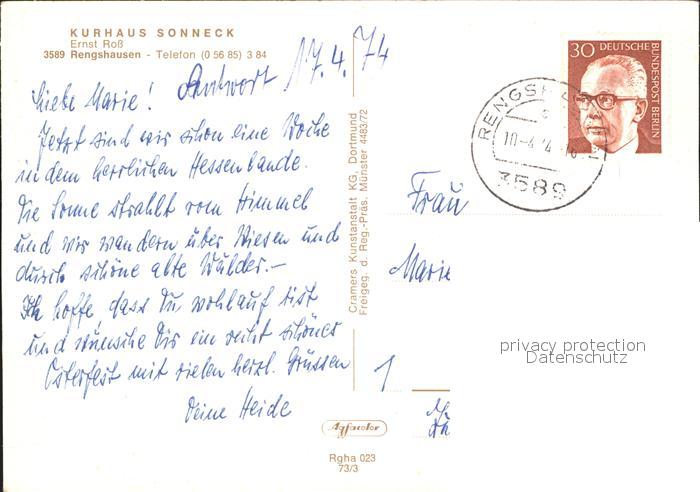 KURHAUS SONNECK
Ernst Roß
3589 Rengshausen - Telefon (0 56 85) 3 84
Antwort 17.4.74
Liebe Marie!
Jetzt sind wir schon eine Woche
in dem herrlichen Hessenlande.
Die Sonne strahlt vom Himmel
und wir wandern über Wiesen und
durch schöne alte Wälder.-
Ich hoffe, dass Du wohlauf bist
und wünsche Dir ein recht schönes
Osterfest mit vielen herzl. Grüssen
Deine Heide
Cramers Kunstanstalt KG, Dortmund
Freigeg. d. Reg.-Präs. Münster 4483/72
Agfacolor
Rgha 023
73/3
30 DEUTSCHE
BUNDESPOST BERLIN
RENGSH
10-4.74
3589
Frau
Marie
1
privacy protection
Datenschutz